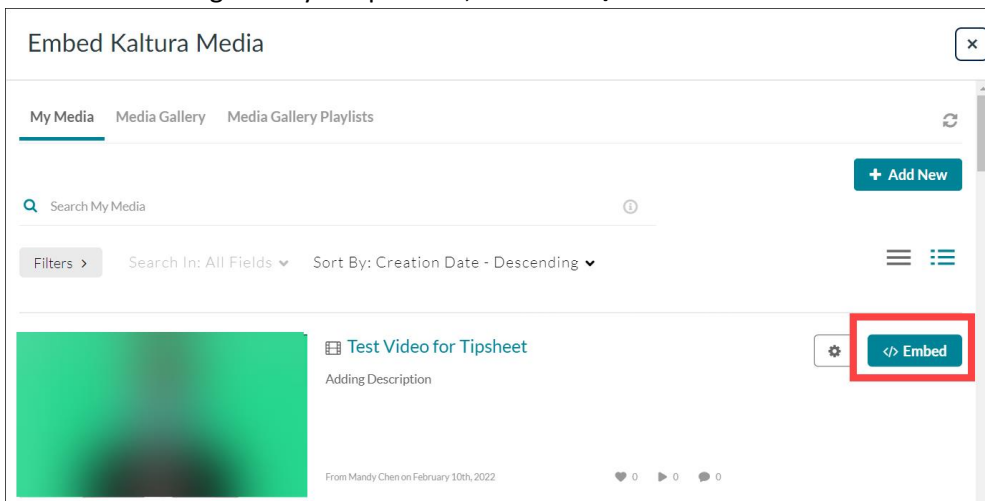 Embed Kaltura Media
×
My Media Media Gallery Media Gallery Playlists
+ Add New
Search My Media
Filters > Search In: All Fields Sort By: Creation Date - Descending
Test Video for Tipsheet
</> Embed
Adding Description
From Mandy Chen on February 10th, 2022 0 0 0